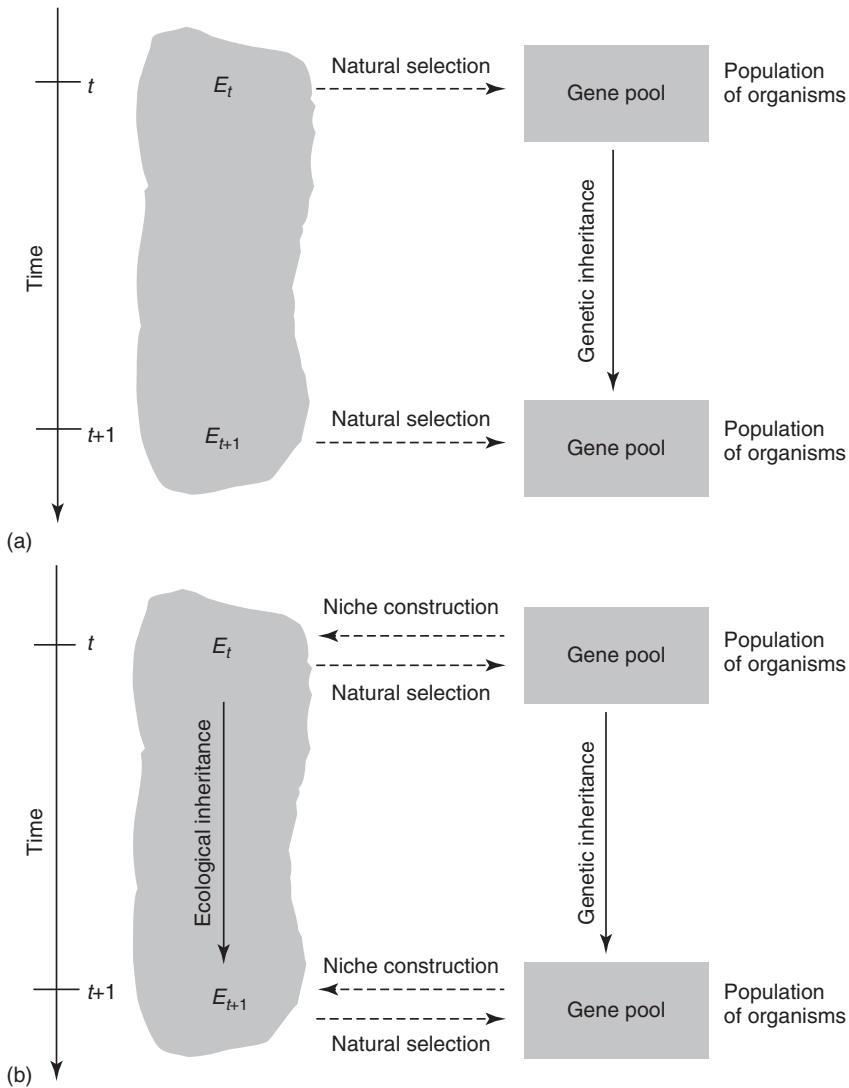 t
E_t
Natural selection
Gene pool
Population
of organisms
Time
Genetic inheritance
t+1
E_{t+1}
Natural selection
Gene pool
Population
of organisms
(a)
t
E_t
Niche construction
Natural selection
Gene pool
Population
of organisms
Time
Ecological inheritance
Genetic inheritance
t+1
E_{t+1}
Niche construction
Natural selection
Gene pool
Population
of organisms
(b)